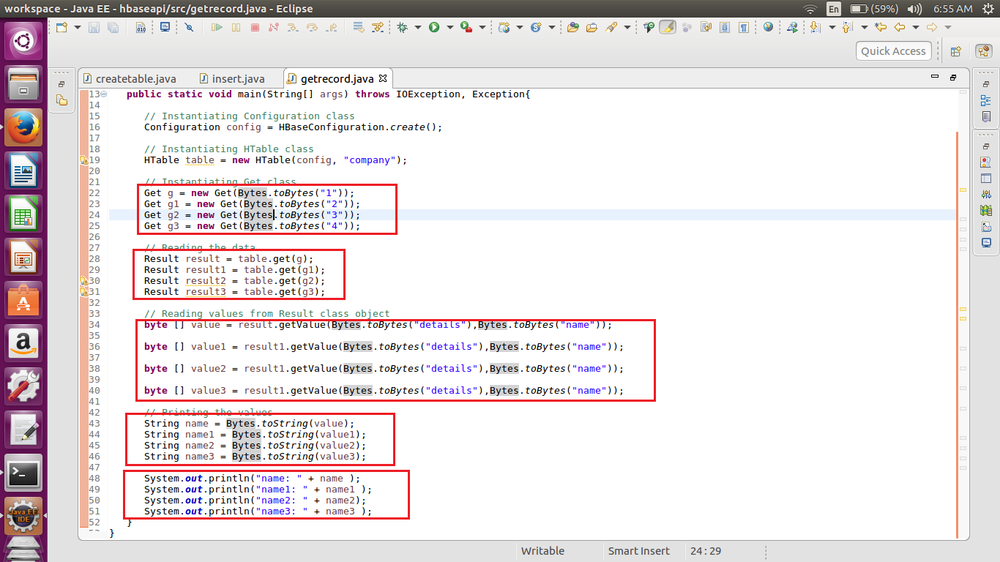 workspace - Java EE - hbaseapi/src/getrecord.java - Eclipse
En
(59%)
6:55 AM
Quick Access
createtable.java
insert.java
getrecord.java
13 public static void main(String[] args) throws IOException, Exception{
14
15 // Instantiating Configuration class
16 Configuration config = HBaseConfiguration.create();
17
18 // Instantiating HTable class
19 HTable table = new HTable(config, "company");
20
21 // Instantiating Get class
22 Get g = new Get(Bytes.toBytes("1"));
23 Get g1 = new Get(Bytes.toBytes("2"));
24 Get g2 = new Get(Bytes.toBytes("3"));
25 Get g3 = new Get(Bytes.toBytes("4"));
26
27 // Reading the data
28 Result result = table.get(g);
29 Result result1 = table.get(g1);
30 Result result2 = table.get(g2);
31 Result result3 = table.get(g3);
32
33 // Reading values from Result class object
34 byte [] value = result.getValue(Bytes.toBytes("details"),Bytes.toBytes("name"));
35
36 byte [] value1 = result1.getValue(Bytes.toBytes("details"),Bytes.toBytes("name"));
37
38 byte [] value2 = result1.getValue(Bytes.toBytes("details"),Bytes.toBytes("name"));
39
40 byte [] value3 = result1.getValue(Bytes.toBytes("details"),Bytes.toBytes("name"));
41
42 // Printing the values
43 String name = Bytes.toString(value);
44 String name1 = Bytes.toString(value1);
45 String name2 = Bytes.toString(value2);
46 String name3 = Bytes.toString(value3);
47
48 System.out.println("name: " + name );
49 System.out.println("name1: " + name1 );
50 System.out.println("name2: " + name2);
51 System.out.println("name3: " + name3 );
52 }
53 }
Java EE
IDE
Writable
Smart Insert
24 : 29